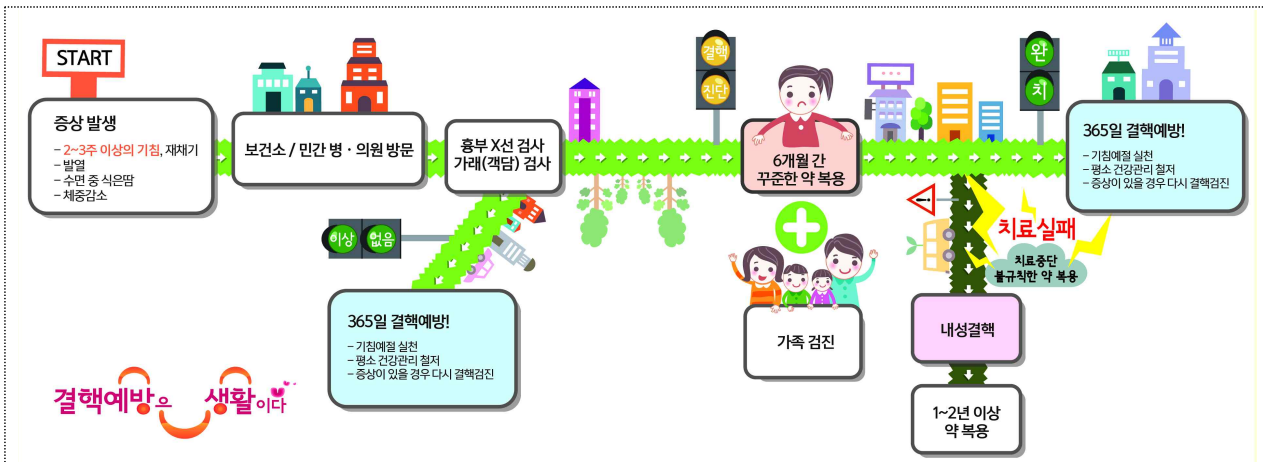 START
증상 발생
- 2~3주 이상의 기침, 재채기
- 발열
- 수면 중 식은땀
- 체중감소
보건소 / 민간 병·의원 방문
흉부 X선 검사
가래(객담) 검사
이상 없음
365일 결핵예방!
- 기침예절 실천
- 평소 건강관리 철저
- 증상이 있을 경우 다시 결핵검진
결핵
진단
6개월 간
꾸준한 약 복용
가족 검진
치료실패
치료중단
불규칙한 약 복용
내성결핵
1~2년 이상
약 복용
완
치
365일 결핵예방!
- 기침예절 실천
- 평소 건강관리 철저
- 증상이 있을 경우 다시 결핵검진
결핵예방으 생활이다